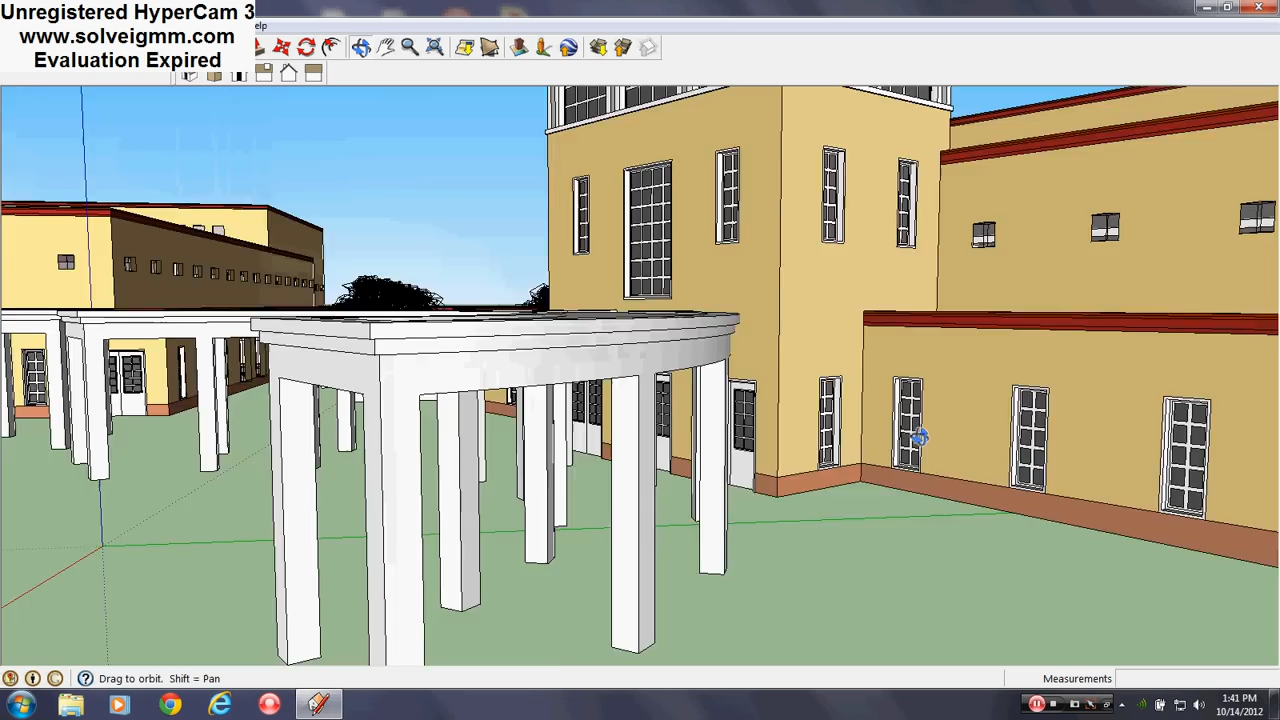 Unregistered HyperCam 3
www.solveigmm.com
Evaluation Expired
elp
Drag to orbit. Shift = Pan
Measurements
1:41 PM
10/14/2012